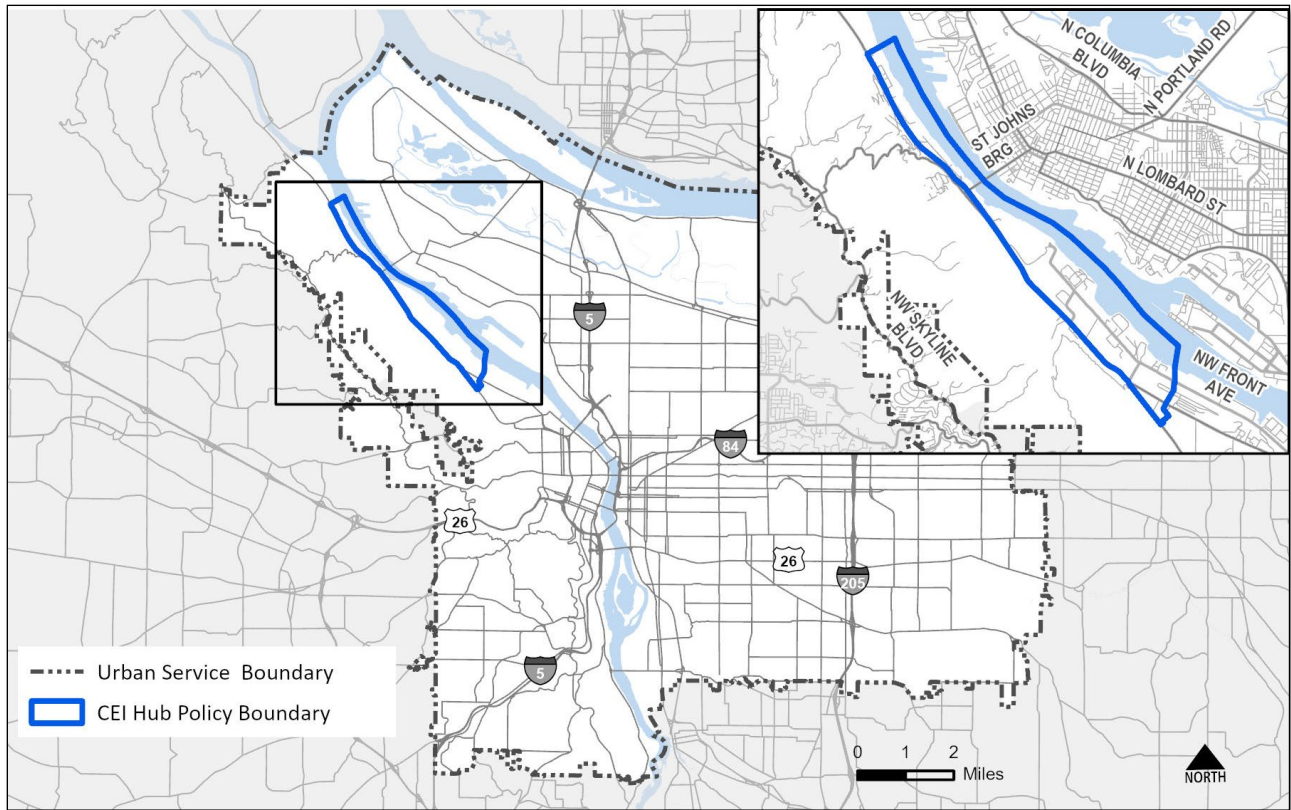 N COLUMBIA
BLVD
N PORTLAND RD
ST JOHNS
BRG
N LOMBARD ST
NW SKYLINE
BLVD
NW FRONT
AVE
5
84
26
26
205
5
Urban Service Boundary
CEI Hub Policy Boundary
0 1 2
Miles
NORTH